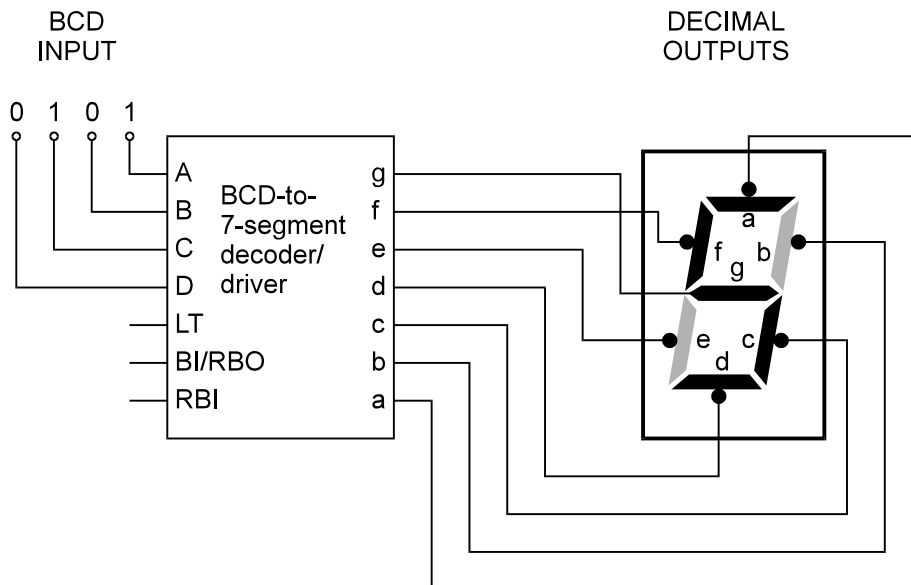 BCD
INPUT
DECIMAL
OUTPUTS
0 1 0 1
A
B
C
D
LT
BI/RBO
RBI
BCD-to-
7-segment
decoder/
driver
g
f
e
d
c
b
a
a
f b
g
e c
d